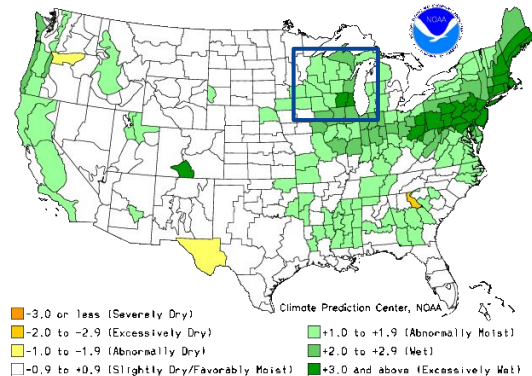 NOAA
Climate Prediction Center, NOAA
-3.0 or less (Severely Dry)
-2.0 to -2.9 (Excessively Dry)
-1.0 to -1.9 (Abnormally Dry)
-0.9 to +0.9 (Slightly Dry/Favorably Moist)
+1.0 to +1.9 (Abnormally Moist)
+2.0 to +2.9 (Wet)
+3.0 and above (Excessively Wet)